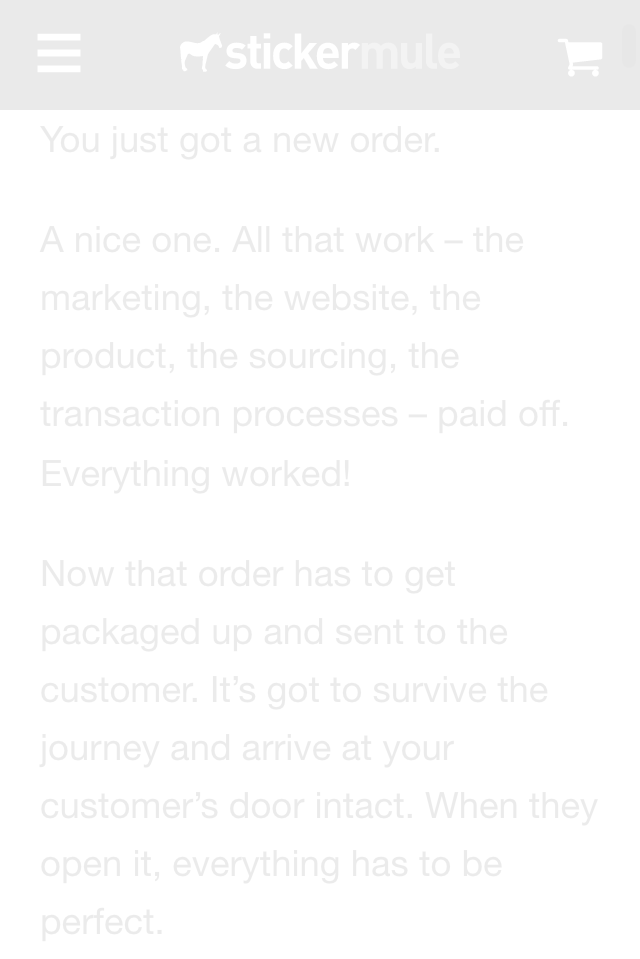 stickermule
You just got a new order.
A nice one. All that work – the
marketing, the website, the
product, the sourcing, the
transaction processes – paid off.
Everything worked!
Now that order has to get
packaged up and sent to the
customer. It’s got to survive the
journey and arrive at your
customer’s door intact. When they
open it, everything has to be
perfect.